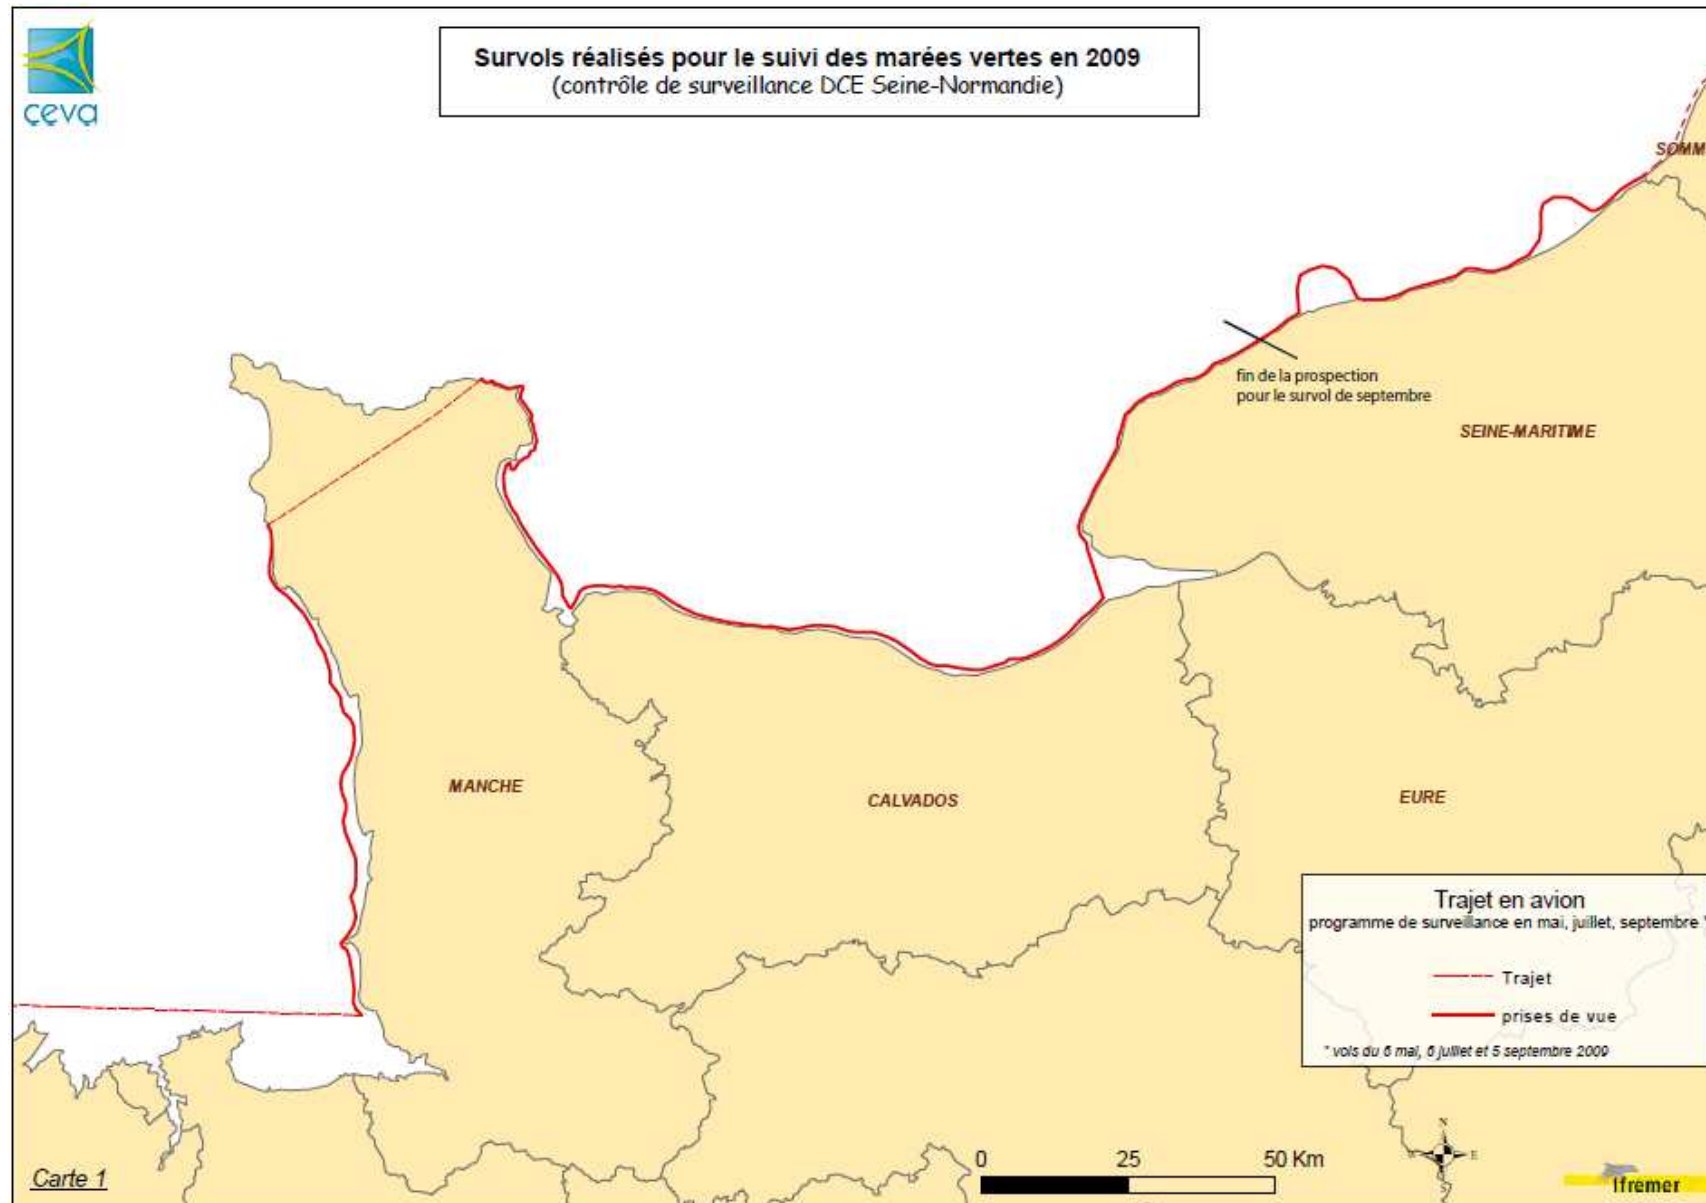 ceva
Survols réalisés pour le suivi des marées vertes en 2009
(contrôle de surveillance DCE Seine-Normandie)
SOMM
fin de la prospection
pour le survol de septembre
SEINE-MARITIME
MANCHE
CALVADOS
EURE
Trajet en avion
programme de surveillance en mai, juillet, septembre *
Trajet
prises de vue
* vols du 6 mai, 6 juillet et 5 septembre 2009
N
E
S
0 25 50 Km
Carte 1
Ifremer